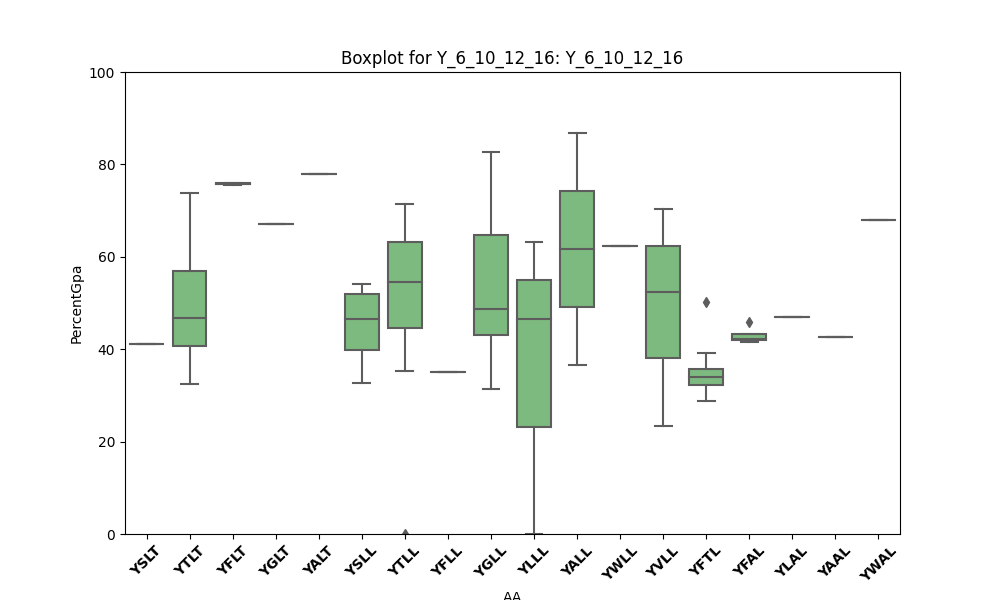 Boxplot for Y_6_10_12_16: Y_6_10_12_16
PercentGpa
100
80
60
40
20
0
YSLT YTLT YFLT YGLT YALT YSLL YTLL YFLL YGLL YLLL YALL YWLL YVLL YFTL YFAL YLAL YAAL YWAL
AA